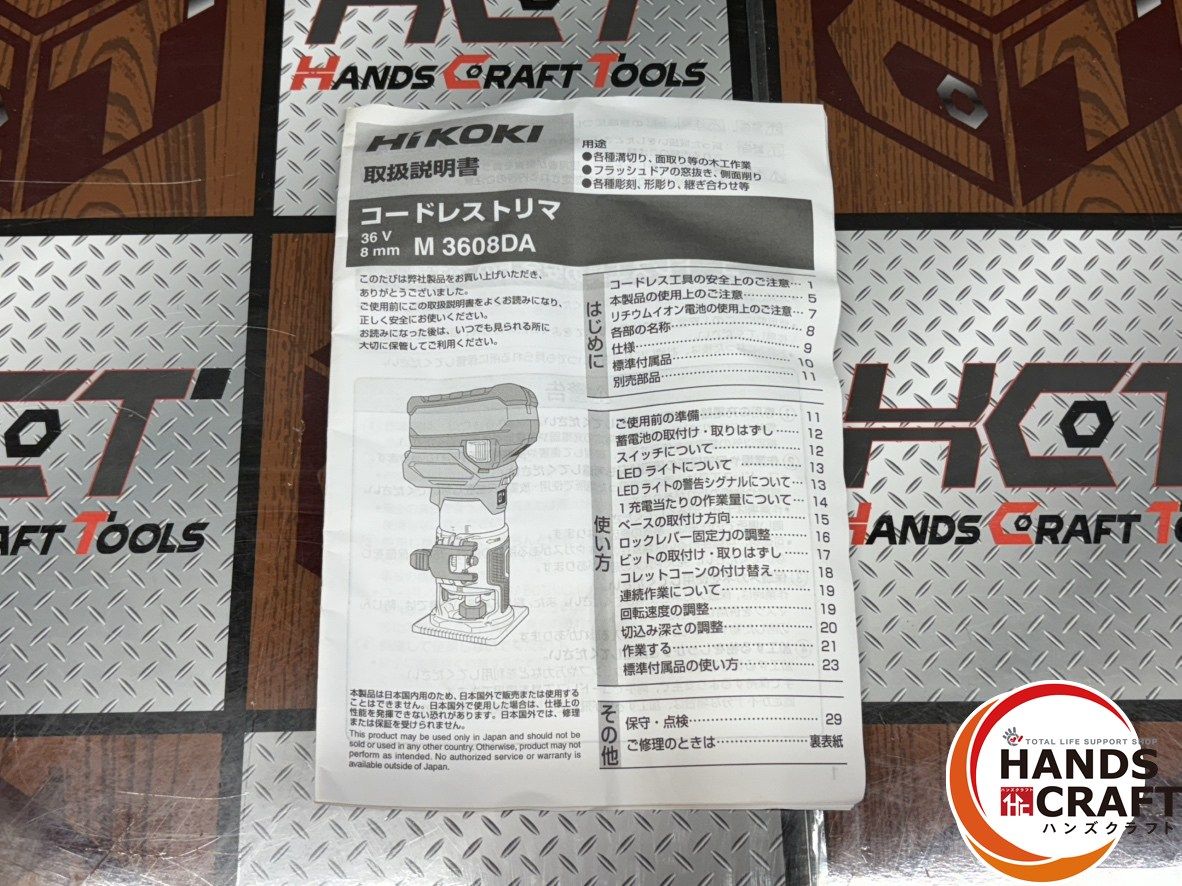 HCT
HANDS CRAFT TOOLS
HiKOKI
取扱説明書
用途
●各種溝切り、面取り等の木工作業
●フラッシュドアの窓抜き、側面削り
●各種彫刻、形彫り、継ぎ合わせ等
コードレストリマ
36 V
8 mm M 3608DA
このたびは弊社製品をお買い上げいただき、
ありがとうございました。
ご使用前にこの取扱説明書をよくお読みになり、
正しく安全にお使いください。
お読みになった後は、いつでも見られる所に
大切に保管してご利用ください。
はじめに
コードレス工具の安全上のご注意… 1
本製品の使用上のご注意… 5
リチウムイオン電池の使用上のご注意… 7
各部の名称… 8
仕様… 9
標準付属品… 10
別売部品… 11
使い方
ご使用前の準備… 11
蓄電池の取付け・取りはずし… 12
スイッチについて… 12
LEDライトについて… 13
LEDライトの警告シグナルについて… 13
1充電当たりの作業量について… 14
ベースの取付け方向… 15
ロックレバー固定力の調整… 16
ビットの取付け・取りはずし… 17
コレットコーンの付け替え… 18
連続作業について… 19
回転速度の調整… 19
切込み深さの調整… 20
作業する… 21
標準付属品の使い方… 23
その他
保守・点検… 29
ご修理のときは… 裏表紙
本製品は日本国内用のため、日本国外で販売または使用する
ことはできません。日本国外で使用した場合は、仕様上の
性能を発揮できない恐れがあります。日本国外では、修理
または保証を受けられません。
This product may be used only in Japan and should not be
sold or used in any other country. Otherwise, product may not
perform as intended. No authorized service or warranty is
available outside of Japan.
1
HCT
AFT TOOLS
HCT
HANDS CRAFT TOOLS
TOTAL LIFE SUPPORT SHOP
HANDS
ハンズクラフト
CRAFT
ハンズクラフト